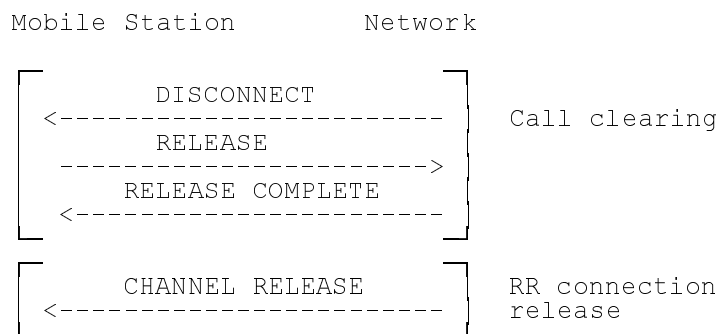 Mobile Station Network
DISCONNECT
Call clearing
RELEASE
RELEASE COMPLETE
CHANNEL RELEASE RR connection
release